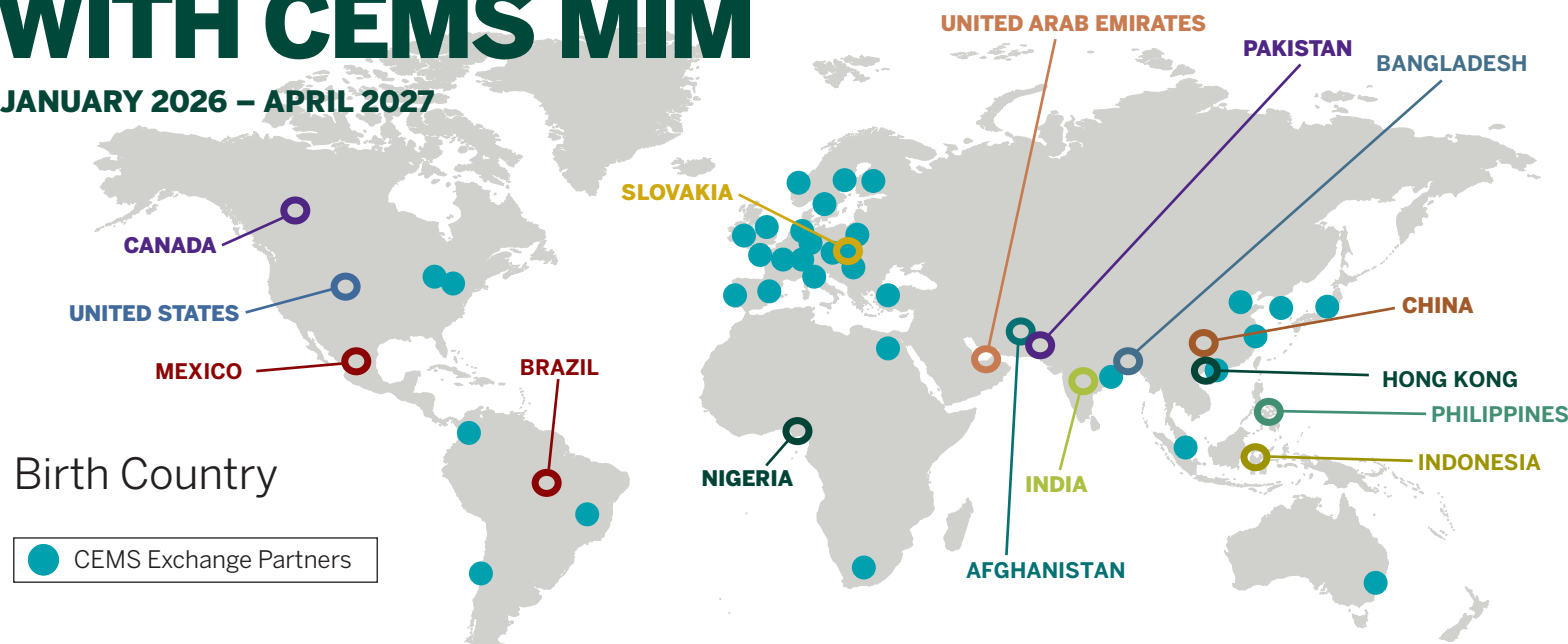 WITH CEMS MIM
JANUARY 2026 – APRIL 2027
UNITED ARAB EMIRATES
PAKISTAN
BANGLADESH
SLOVAKIA
CANADA
UNITED STATES
MEXICO
BRAZIL
CHINA
HONG KONG
PHILIPPINES
INDONESIA
NIGERIA
INDIA
AFGHANISTAN
Birth Country
CEMS Exchange Partners